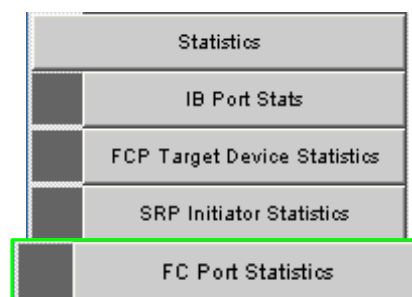 Statistics
IB Port Stats
FCP Target Device Statistics
SRP Initiator Statistics
FC Port Statistics